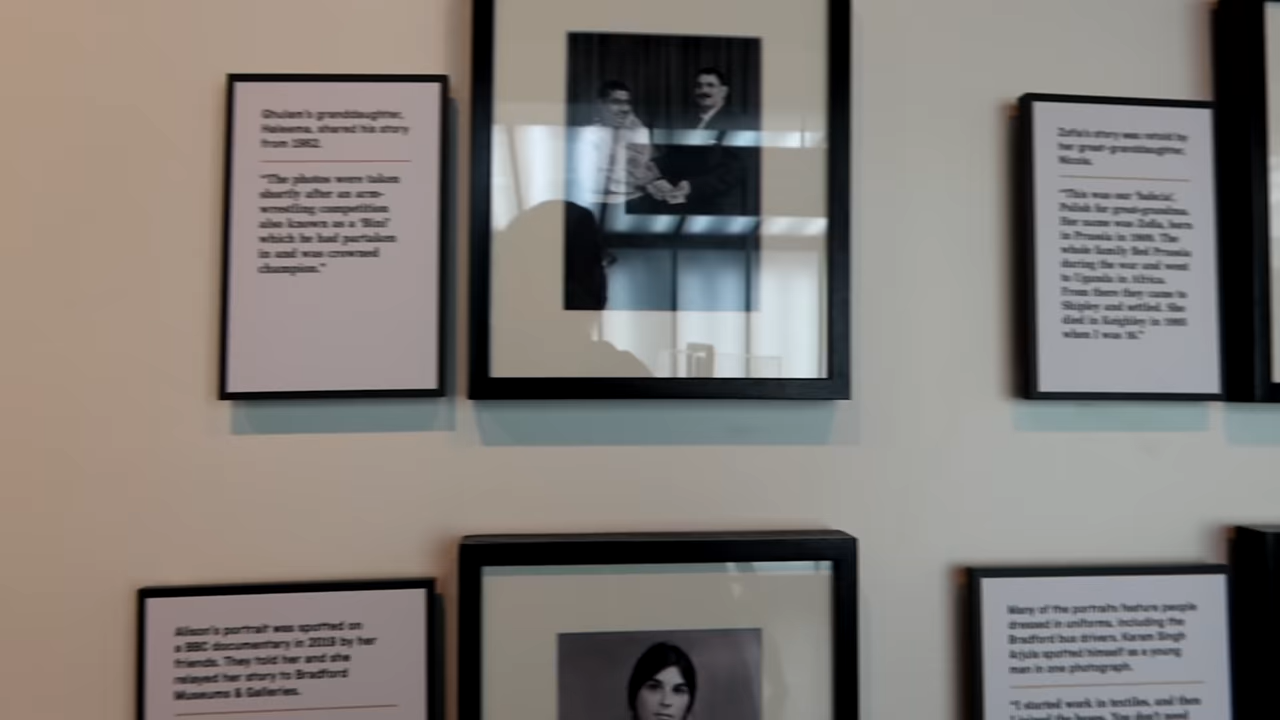 Ghulam's granddaughter,
Haleema, shared his story
from 1962.
"The photos were taken
shortly after an arm-
wrestling competition
also known as a 'Bini'
which he had partaken
in and was crowned
champion."
Zofia's story was retold by
her great-granddaughter,
Nicola.
"This was our 'babcia',
Polish for great-grandma.
Her name was Zofia, born
in Prussia in 1909. The
whole family fled Prussia
during the war and went
to Uganda in Africa.
From there they came to
Shipley and settled. She
died in Keighley in 1985
when I was 16."
Alison's portrait was spotted on
a BBC documentary in 2019 by her
friends. They told her and she
relayed her story to Bradford
Museums & Galleries.
Many of the portraits feature people
dressed in uniforms, including the
Bradford bus drivers. Karam Singh
Arjula spotted himself as a young
man in one photograph.
"I started work in textiles, and then